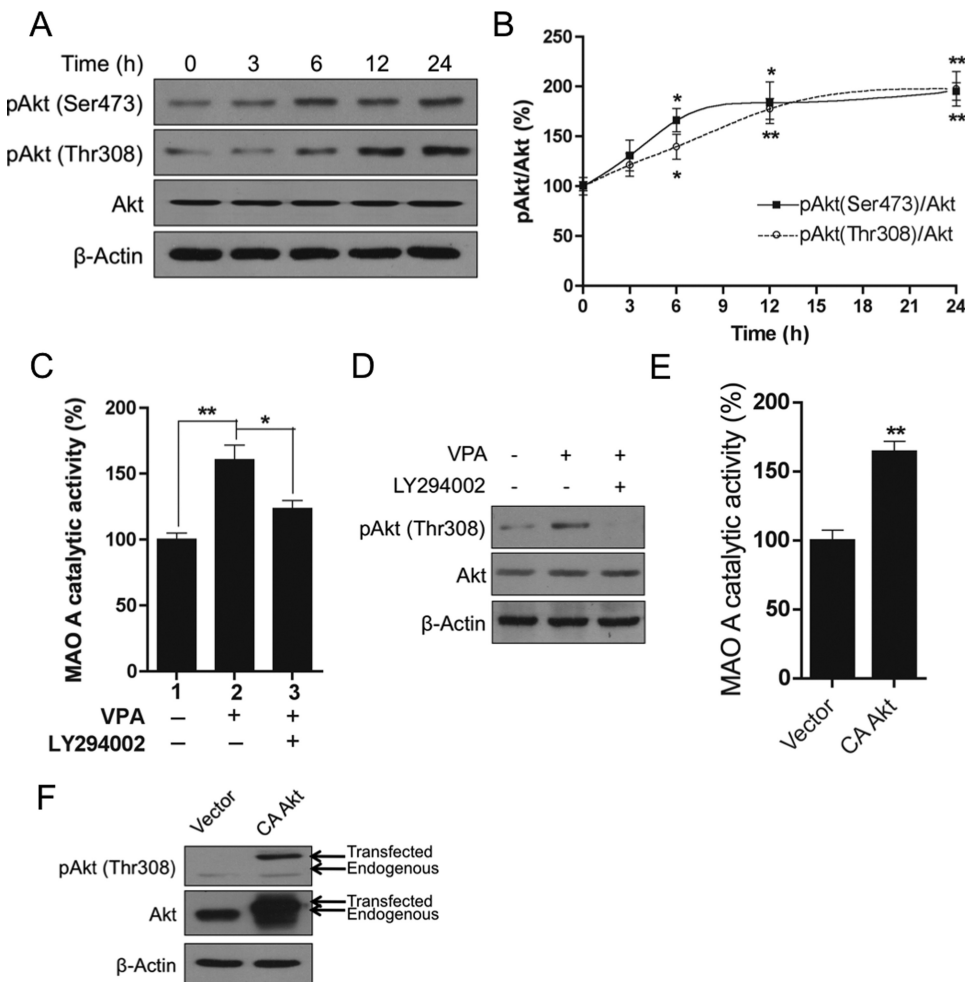 A
Time (h) 0 3 6 12 24
pAkt (Ser473)
pAkt (Thr308)
Akt
β-Actin
B
pAkt/Akt (%)
200
150
100
50
0
* * ** * ** **
pAkt(Ser473)/Akt
pAkt(Thr308)/Akt
0 3 6 9 12 15 18 21 24
Time (h)
C
MAO A catalytic activity (%)
200
150
100
50
0
** *
1 2 3
VPA – + +
LY294002 – – +
D
VPA - + +
LY294002 - - +
pAkt (Thr308)
Akt
β-Actin
E
MAO A catalytic activity (%)
200
150
100
50
0
**
Vector CA Akt
F
Vector CA Akt
pAkt (Thr308) Transfected
Endogenous
Akt Transfected
Endogenous
β-Actin